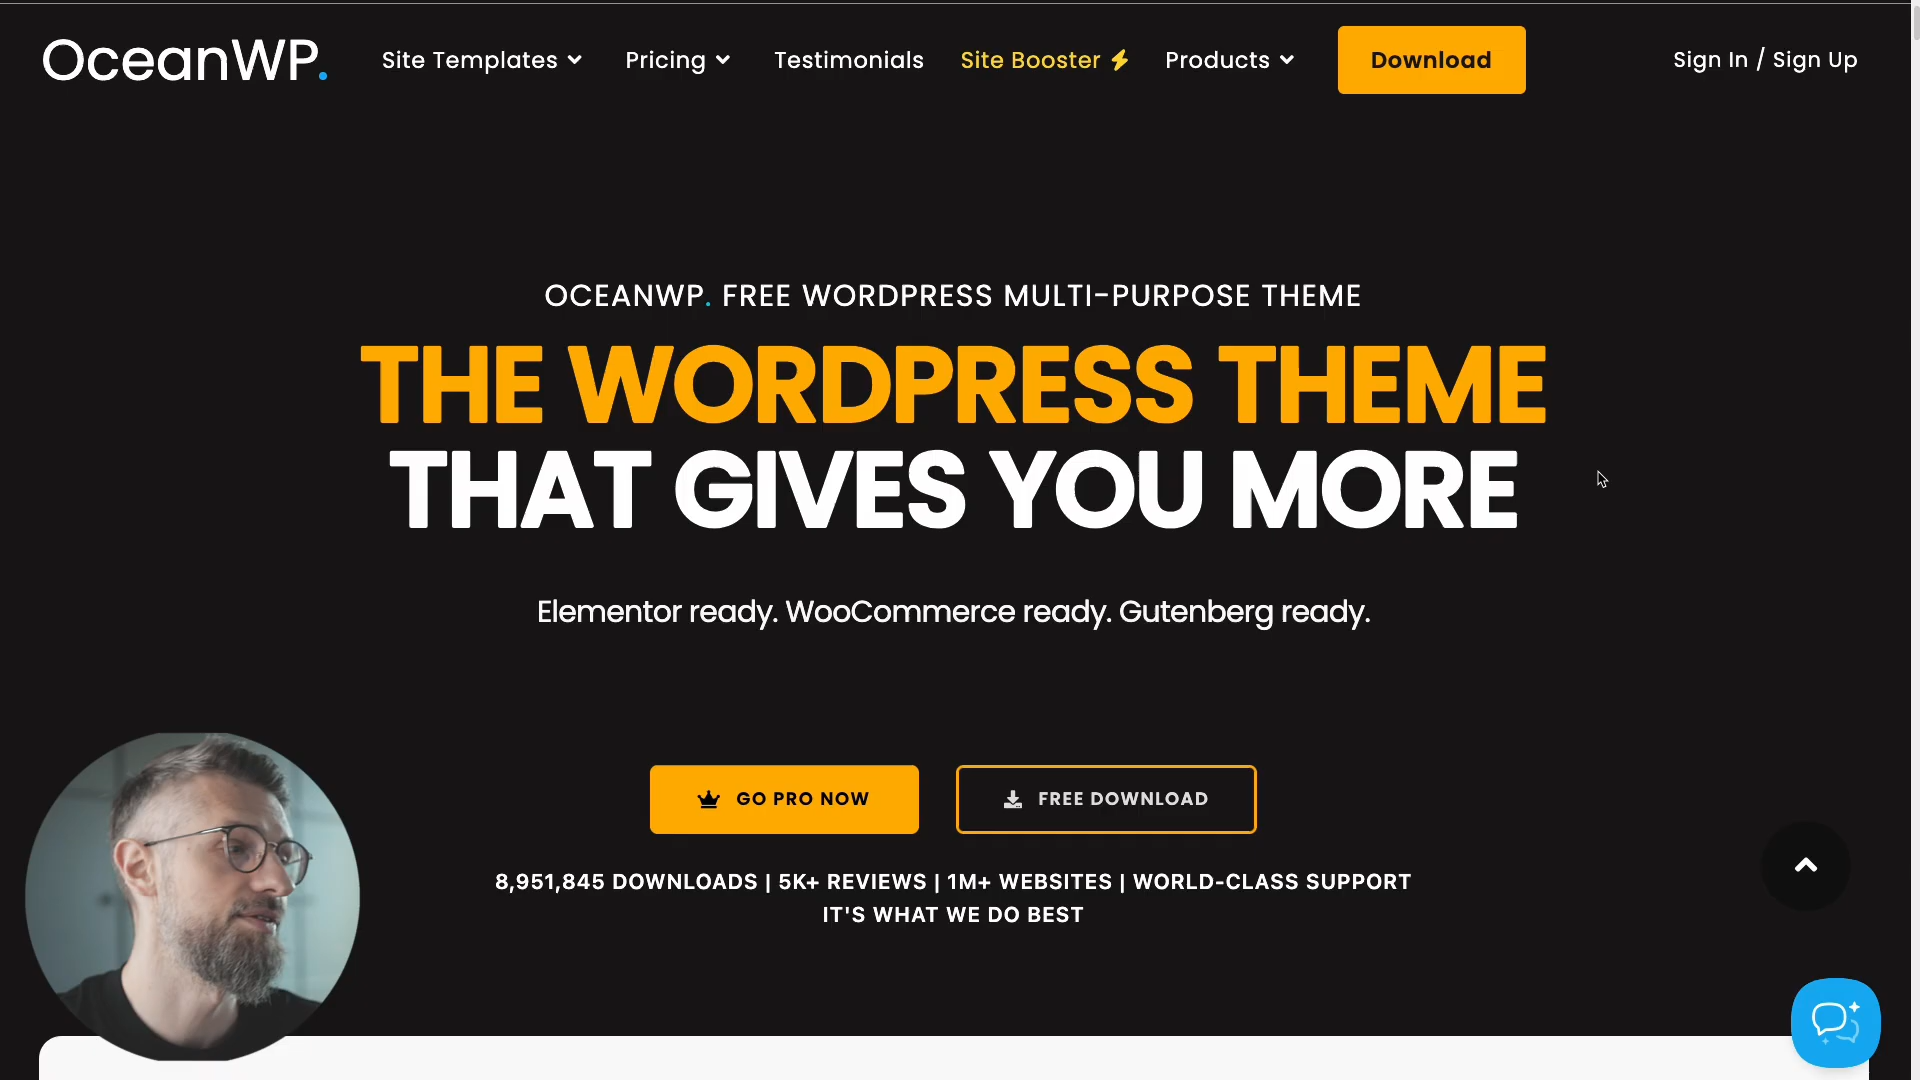 OceanWP.
Site Templates
Pricing
Testimonials
Site Booster
Products
Download
Sign In / Sign Up
OCEANWP. FREE WORDPRESS MULTI-PURPOSE THEME
THE WORDPRESS THEME
THAT GIVES YOU MORE
Elementor ready. WooCommerce ready. Gutenberg ready.
GO PRO NOW
FREE DOWNLOAD
8,951,845 DOWNLOADS | 5K+ REVIEWS | 1M+ WEBSITES | WORLD-CLASS SUPPORT
IT'S WHAT WE DO BEST